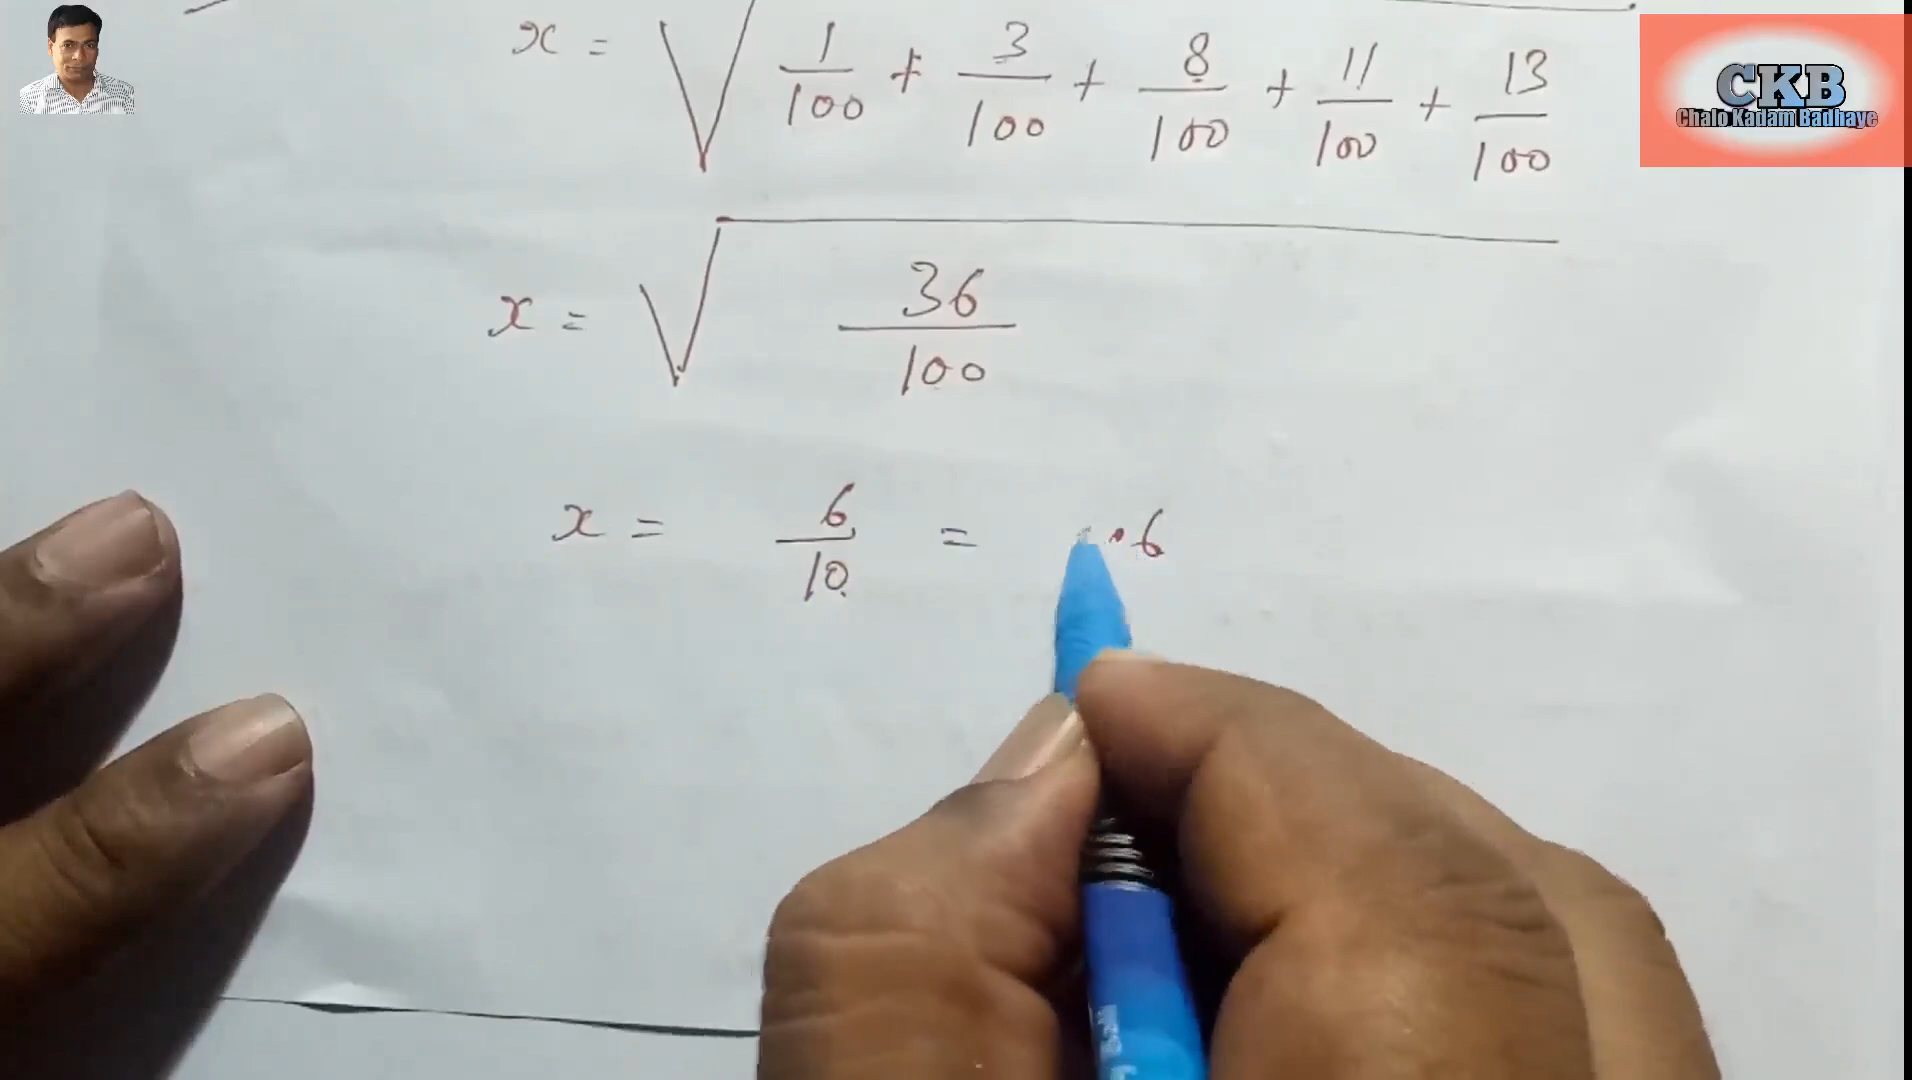 x = √ 1/100 + 3/100 + 8/100 + 11/100 + 13/100
CKB
Chalo Kadam Badhaye
x = √ 36/100
x = 6/10 = .6